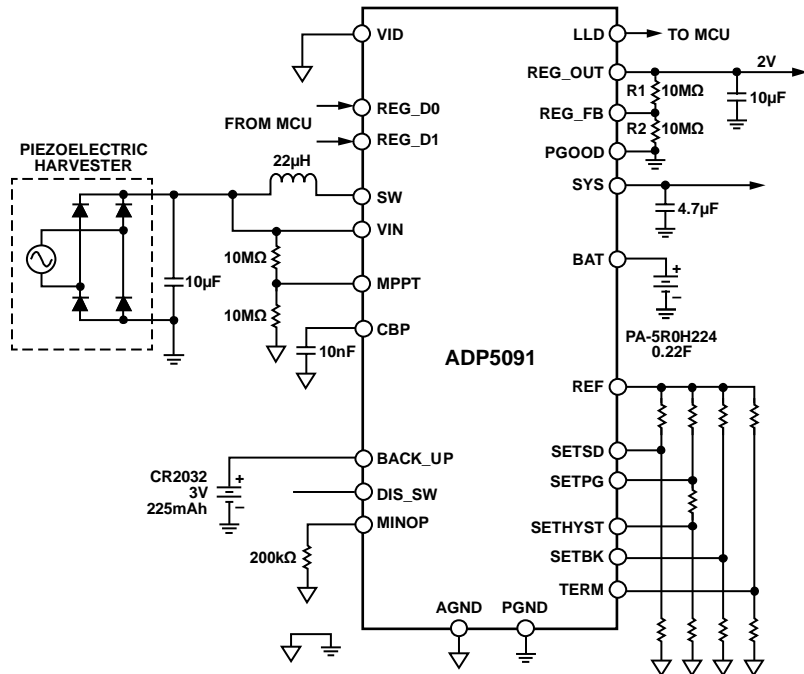 VID
LLD
TO MCU
REG_OUT
2V
R1
10MΩ
10µF
REG_D0
REG_FB
FROM MCU
R2
10MΩ
REG_D1
PGOOD
PIEZOELECTRIC
HARVESTER
22µH
SW
SYS
4.7µF
VIN
10MΩ
BAT
+
–
10µF
MPPT
10MΩ
CBP
10nF
PA-5R0H224
0.22F
ADP5091
REF
BACK_UP
SETSD
CR2032
3V
225mAh
+
–
DIS_SW
SETPG
MINOP
SETHYST
200kΩ
SETBK
TERM
AGND
PGND